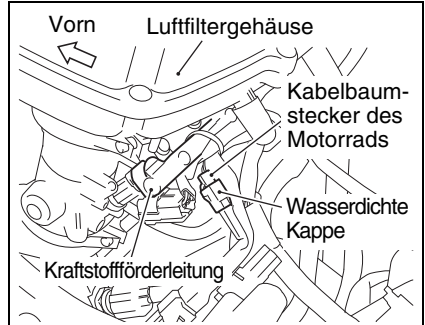 Vorn
Luftfiltergehäuse
Kabelbaum-
stecker des
Motorrads
Wasserdichte
Kappe
Kraftstoffförderleitung